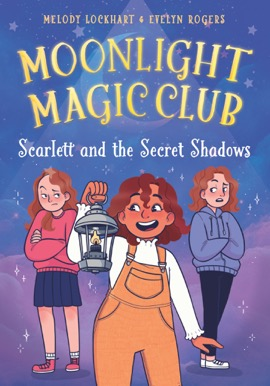 MELODY LOCKHART & EVELYN ROGERS
MOONLIGHT
MAGIC CLUB
Scarlett and the Secret Shadows